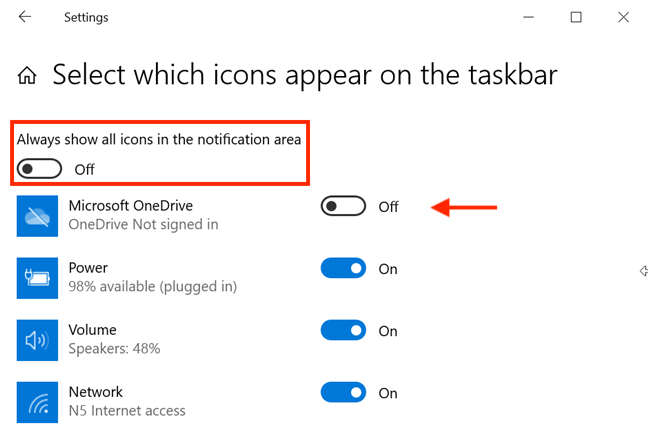 Settings
Select which icons appear on the taskbar
Always show all icons in the notification area
Off
Microsoft OneDrive
OneDrive Not signed in
Off
Power
98% available (plugged in)
On
Volume
Speakers: 48%
On
Network
N5 Internet access
On